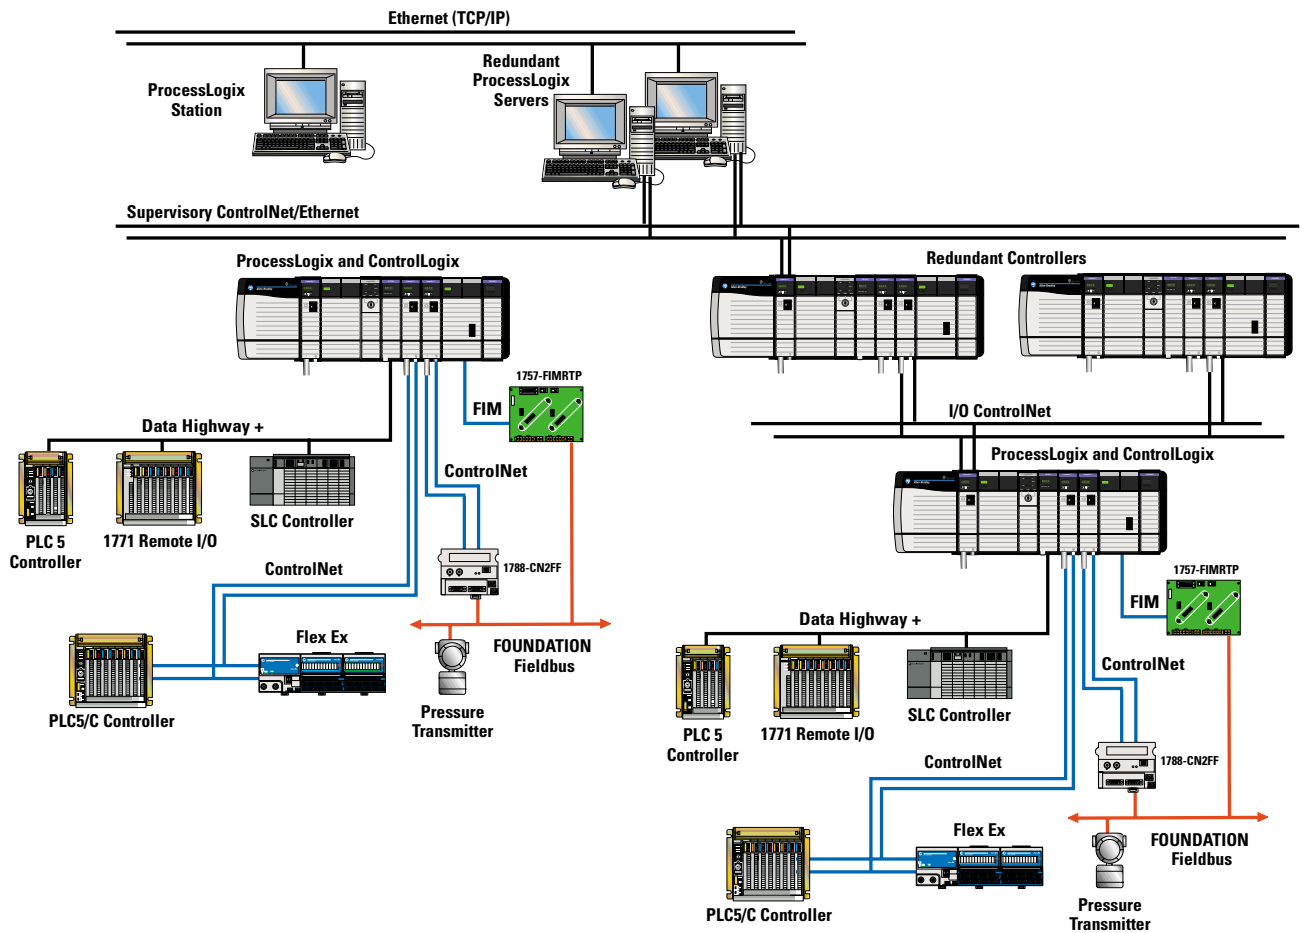 Ethernet (TCP/IP)
ProcessLogix
Station
Redundant
ProcessLogix
Servers
Supervisory ControlNet/Ethernet
ProcessLogix and ControlLogix
Redundant Controllers
1757-FIMRTP
FIM
I/O ControlNet
Data Highway +
ControlNet
ProcessLogix and ControlLogix
PLC 5
Controller
1771 Remote I/O
SLC Controller
ControlNet
1788-CN2FF
1757-FIMRTP
FIM
Data Highway +
Flex Ex
FOUNDATION
Fieldbus
ControlNet
PLC5/C Controller
Pressure
Transmitter
PLC 5
Controller
1771 Remote I/O
SLC Controller
ControlNet
1788-CN2FF
Flex Ex
FOUNDATION
Fieldbus
PLC5/C Controller
Pressure
Transmitter